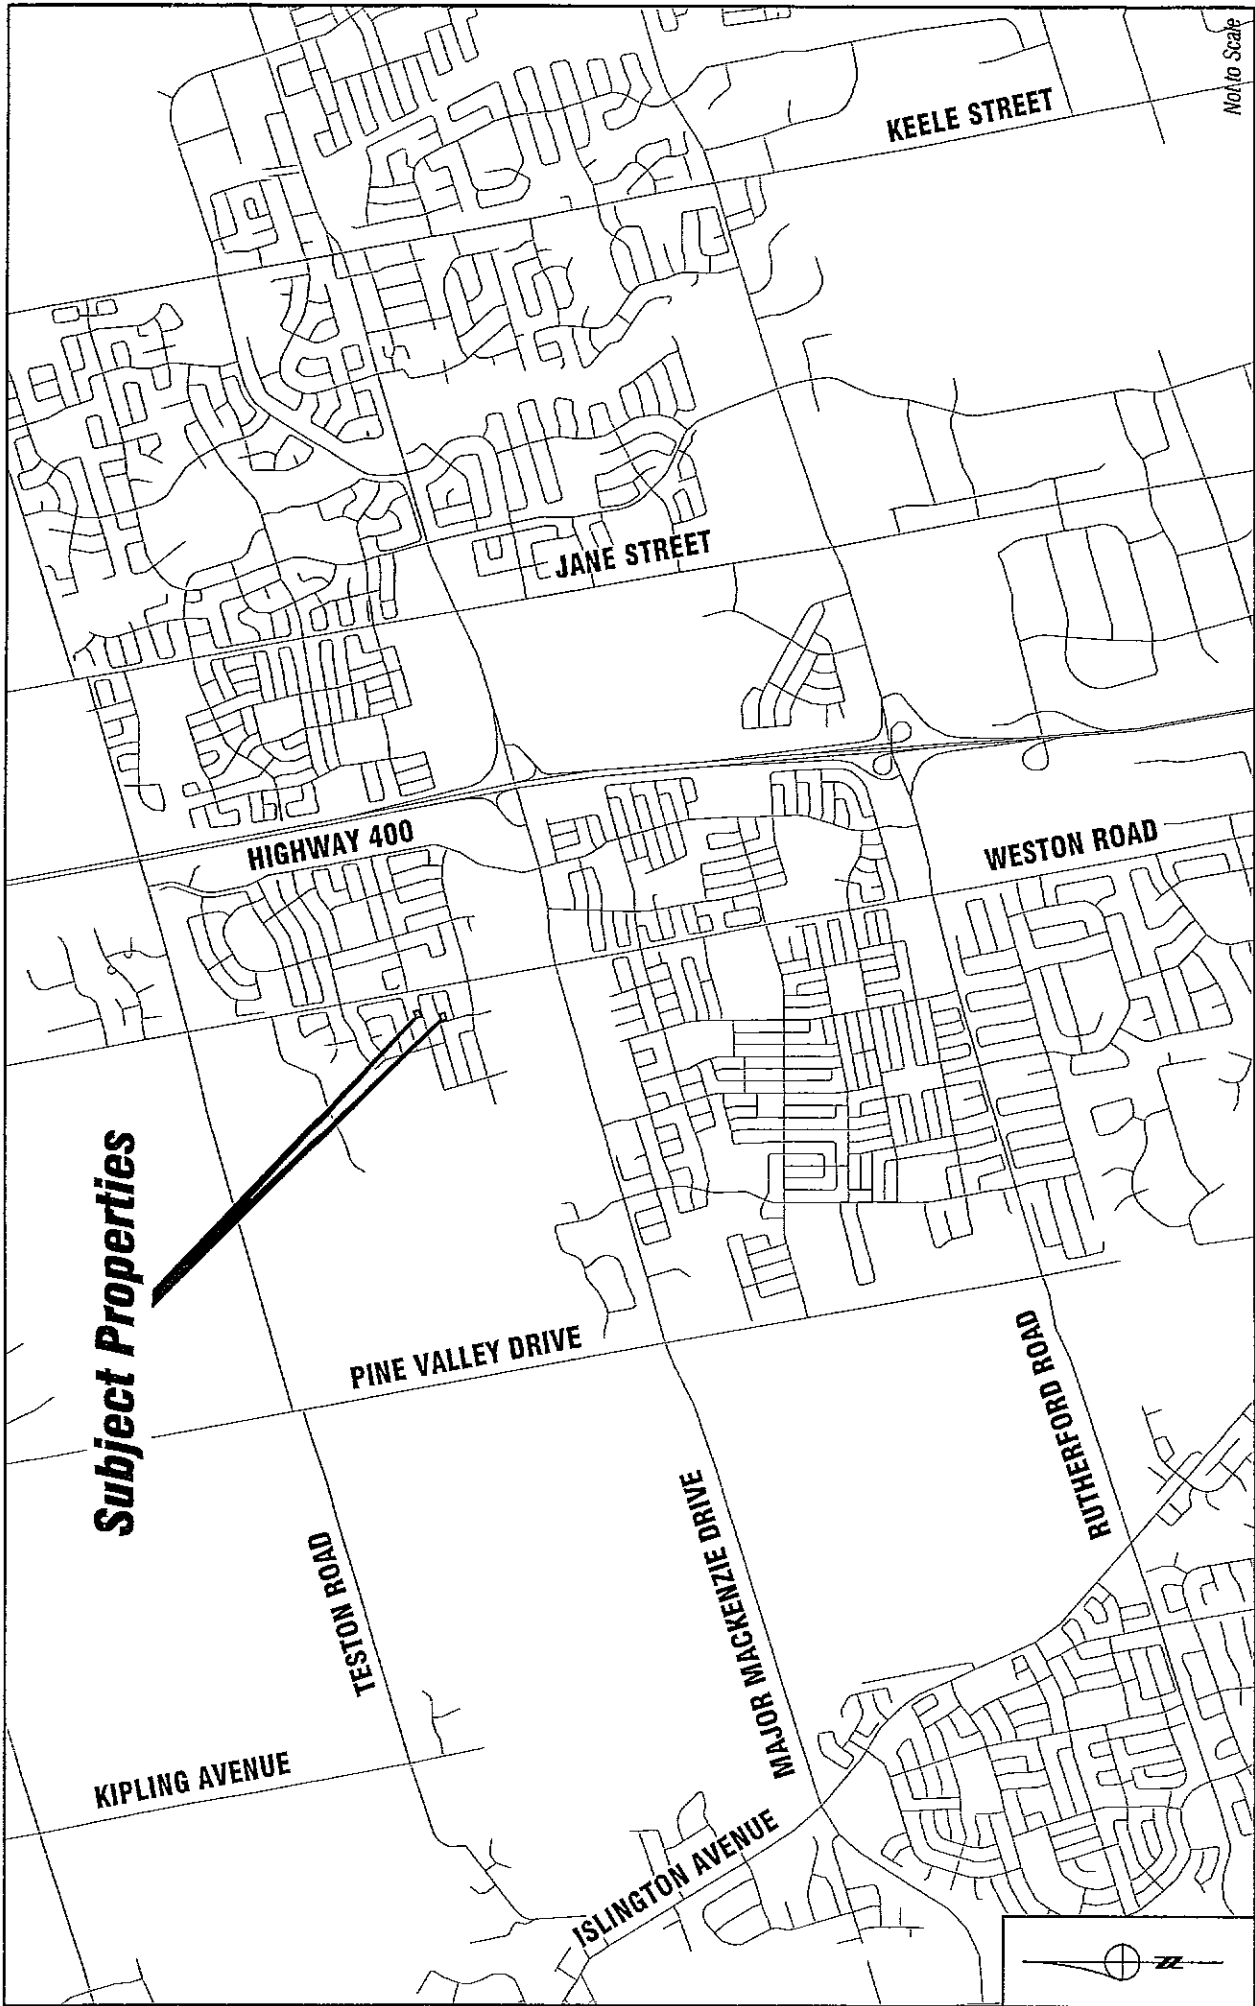 Subject Properties
Not to Scale
KEELE STREET
JANE STREET
HIGHWAY 400
WESTON ROAD
PINE VALLEY DRIVE
RUTHERFORD ROAD
TESTON ROAD
MAJOR MACKENZIE DRIVE
KIPLING AVENUE
ISLINGTON AVENUE
N